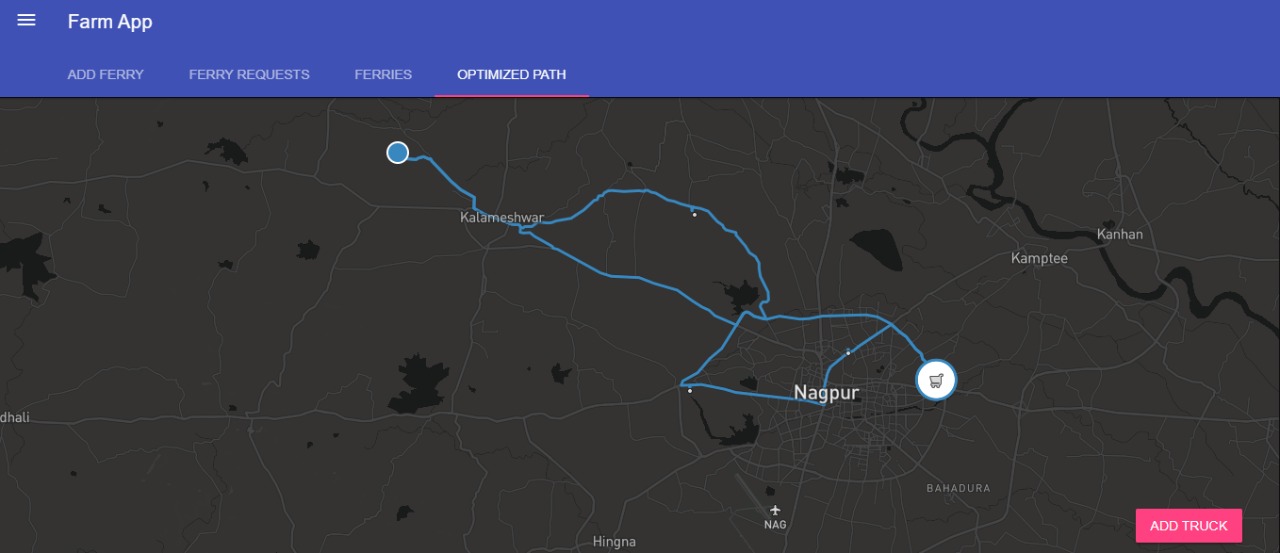 Farm App
ADD FERRY FERRY REQUESTS FERRIES OPTIMIZED PATH
Kalameshwar
Kanhan
Kamptee
Nagpur
dhali
BAHADURA
NAG
ADD TRUCK
Hingna